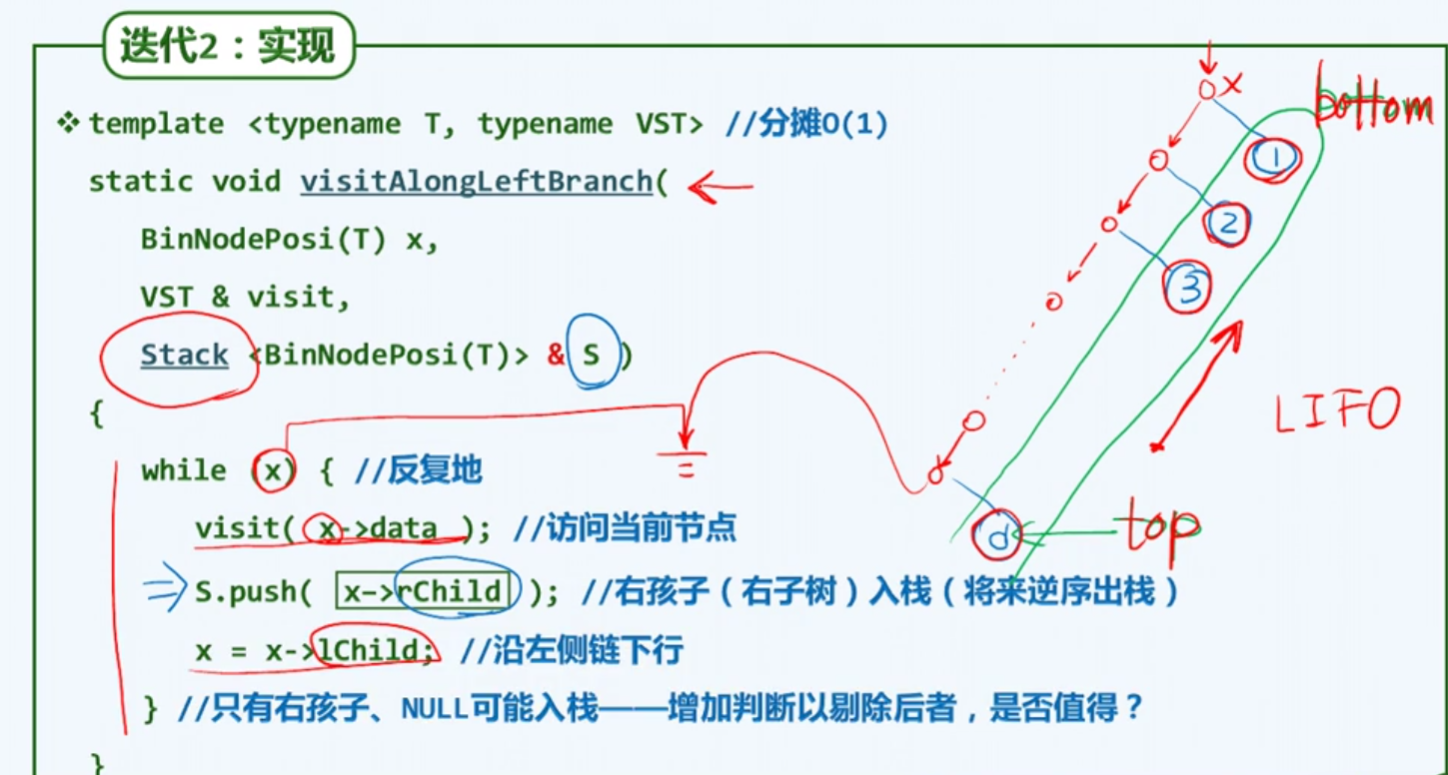 迭代2：实现
❖ template <typename T, typename VST> //分摊O(1)
static void visitAlongLeftBranch(
BinNodePosi(T) x,
VST & visit,
Stack <BinNodePosi(T)> & S )
{
while (x) { //反复地
visit( x->data ); //访问当前节点
S.push( x->rChild ); //右孩子（右子树）入栈（将来逆序出栈）
x = x->lChild; //沿左侧链下行
} //只有右孩子、NULL可能入栈——增加判断以剔除后者，是否值得？
}
x
bottom
1
2
3
LIFO
d
top